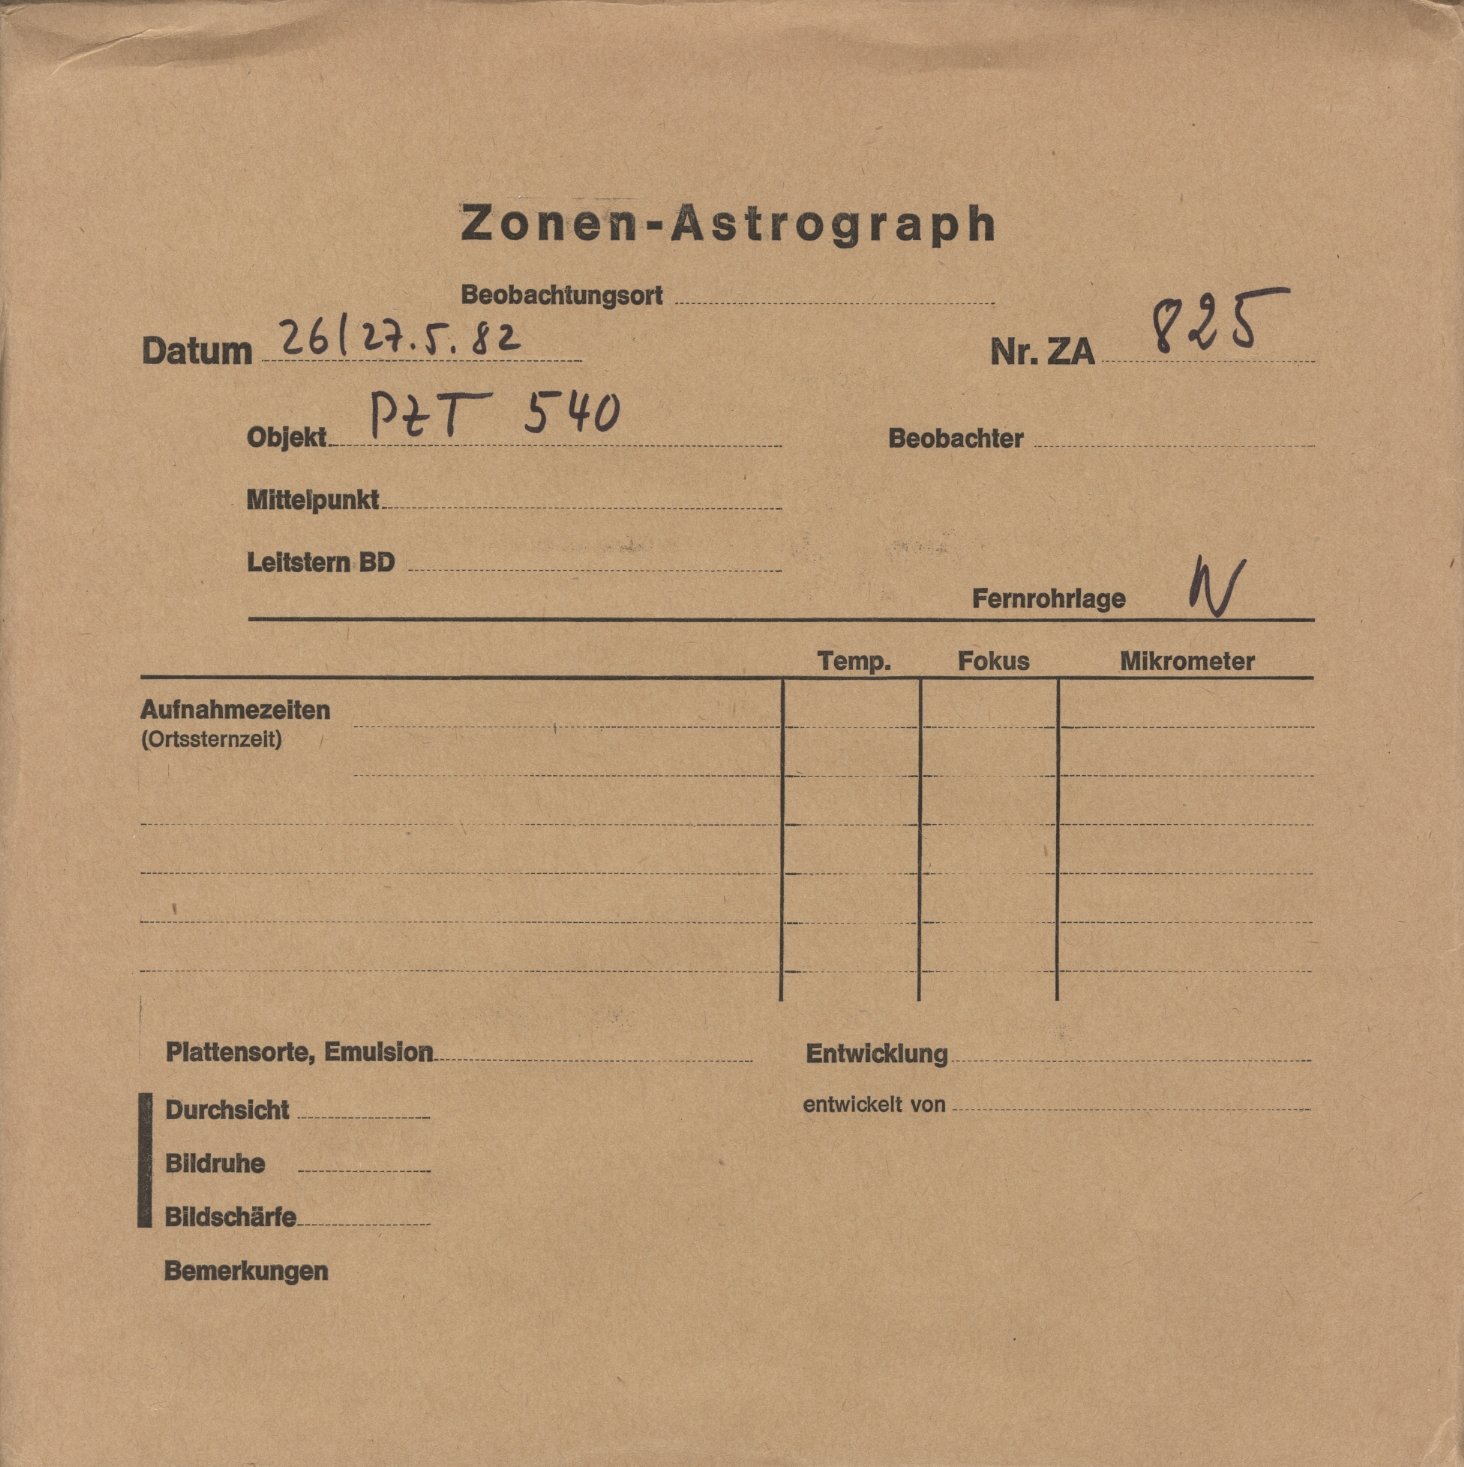 Zonen-Astrograph
Beobachtungsort
Datum 26/27.5.82
Nr. ZA 825
Objekt PZT 540
Beobachter
Mittelpunkt
Leitstern BD
Fernrohrlage W
Temp. Fokus Mikrometer
Aufnahmezeiten
(Ortssternzeit)
Plattensorte, Emulsion
Entwicklung
Durchsicht
entwickelt von
Bildruhe
Bildschärfe
Bemerkungen